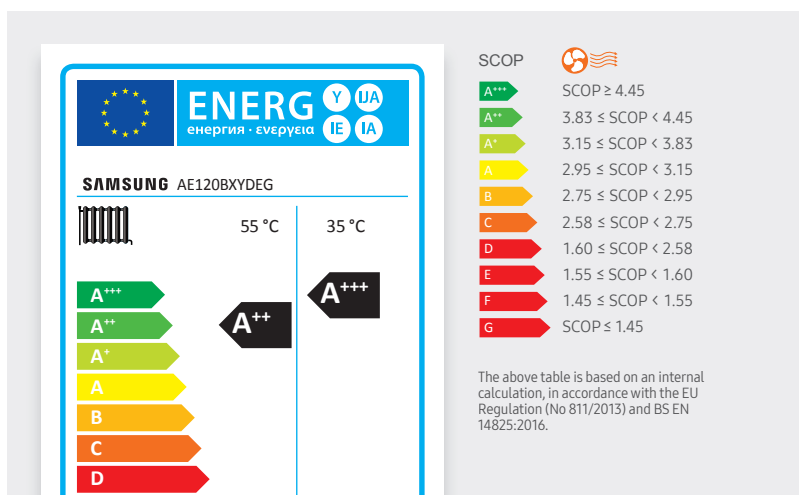 ENERG Y UA
енергия · ενεργεια IE IA
SAMSUNG AE120BXYDEG
55 °C 35 °C
A+++
A++
A+
A
B
C
D
A++
A+++
SCOP
A+++ SCOP ≥ 4.45
A++ 3.83 ≤ SCOP < 4.45
A+ 3.15 ≤ SCOP < 3.83
A 2.95 ≤ SCOP < 3.15
B 2.75 ≤ SCOP < 2.95
C 2.58 ≤ SCOP < 2.75
D 1.60 ≤ SCOP < 2.58
E 1.55 ≤ SCOP < 1.60
F 1.45 ≤ SCOP < 1.55
G SCOP ≤ 1.45
The above table is based on an internal
calculation, in accordance with the EU
Regulation (No 811/2013) and BS EN
14825:2016.